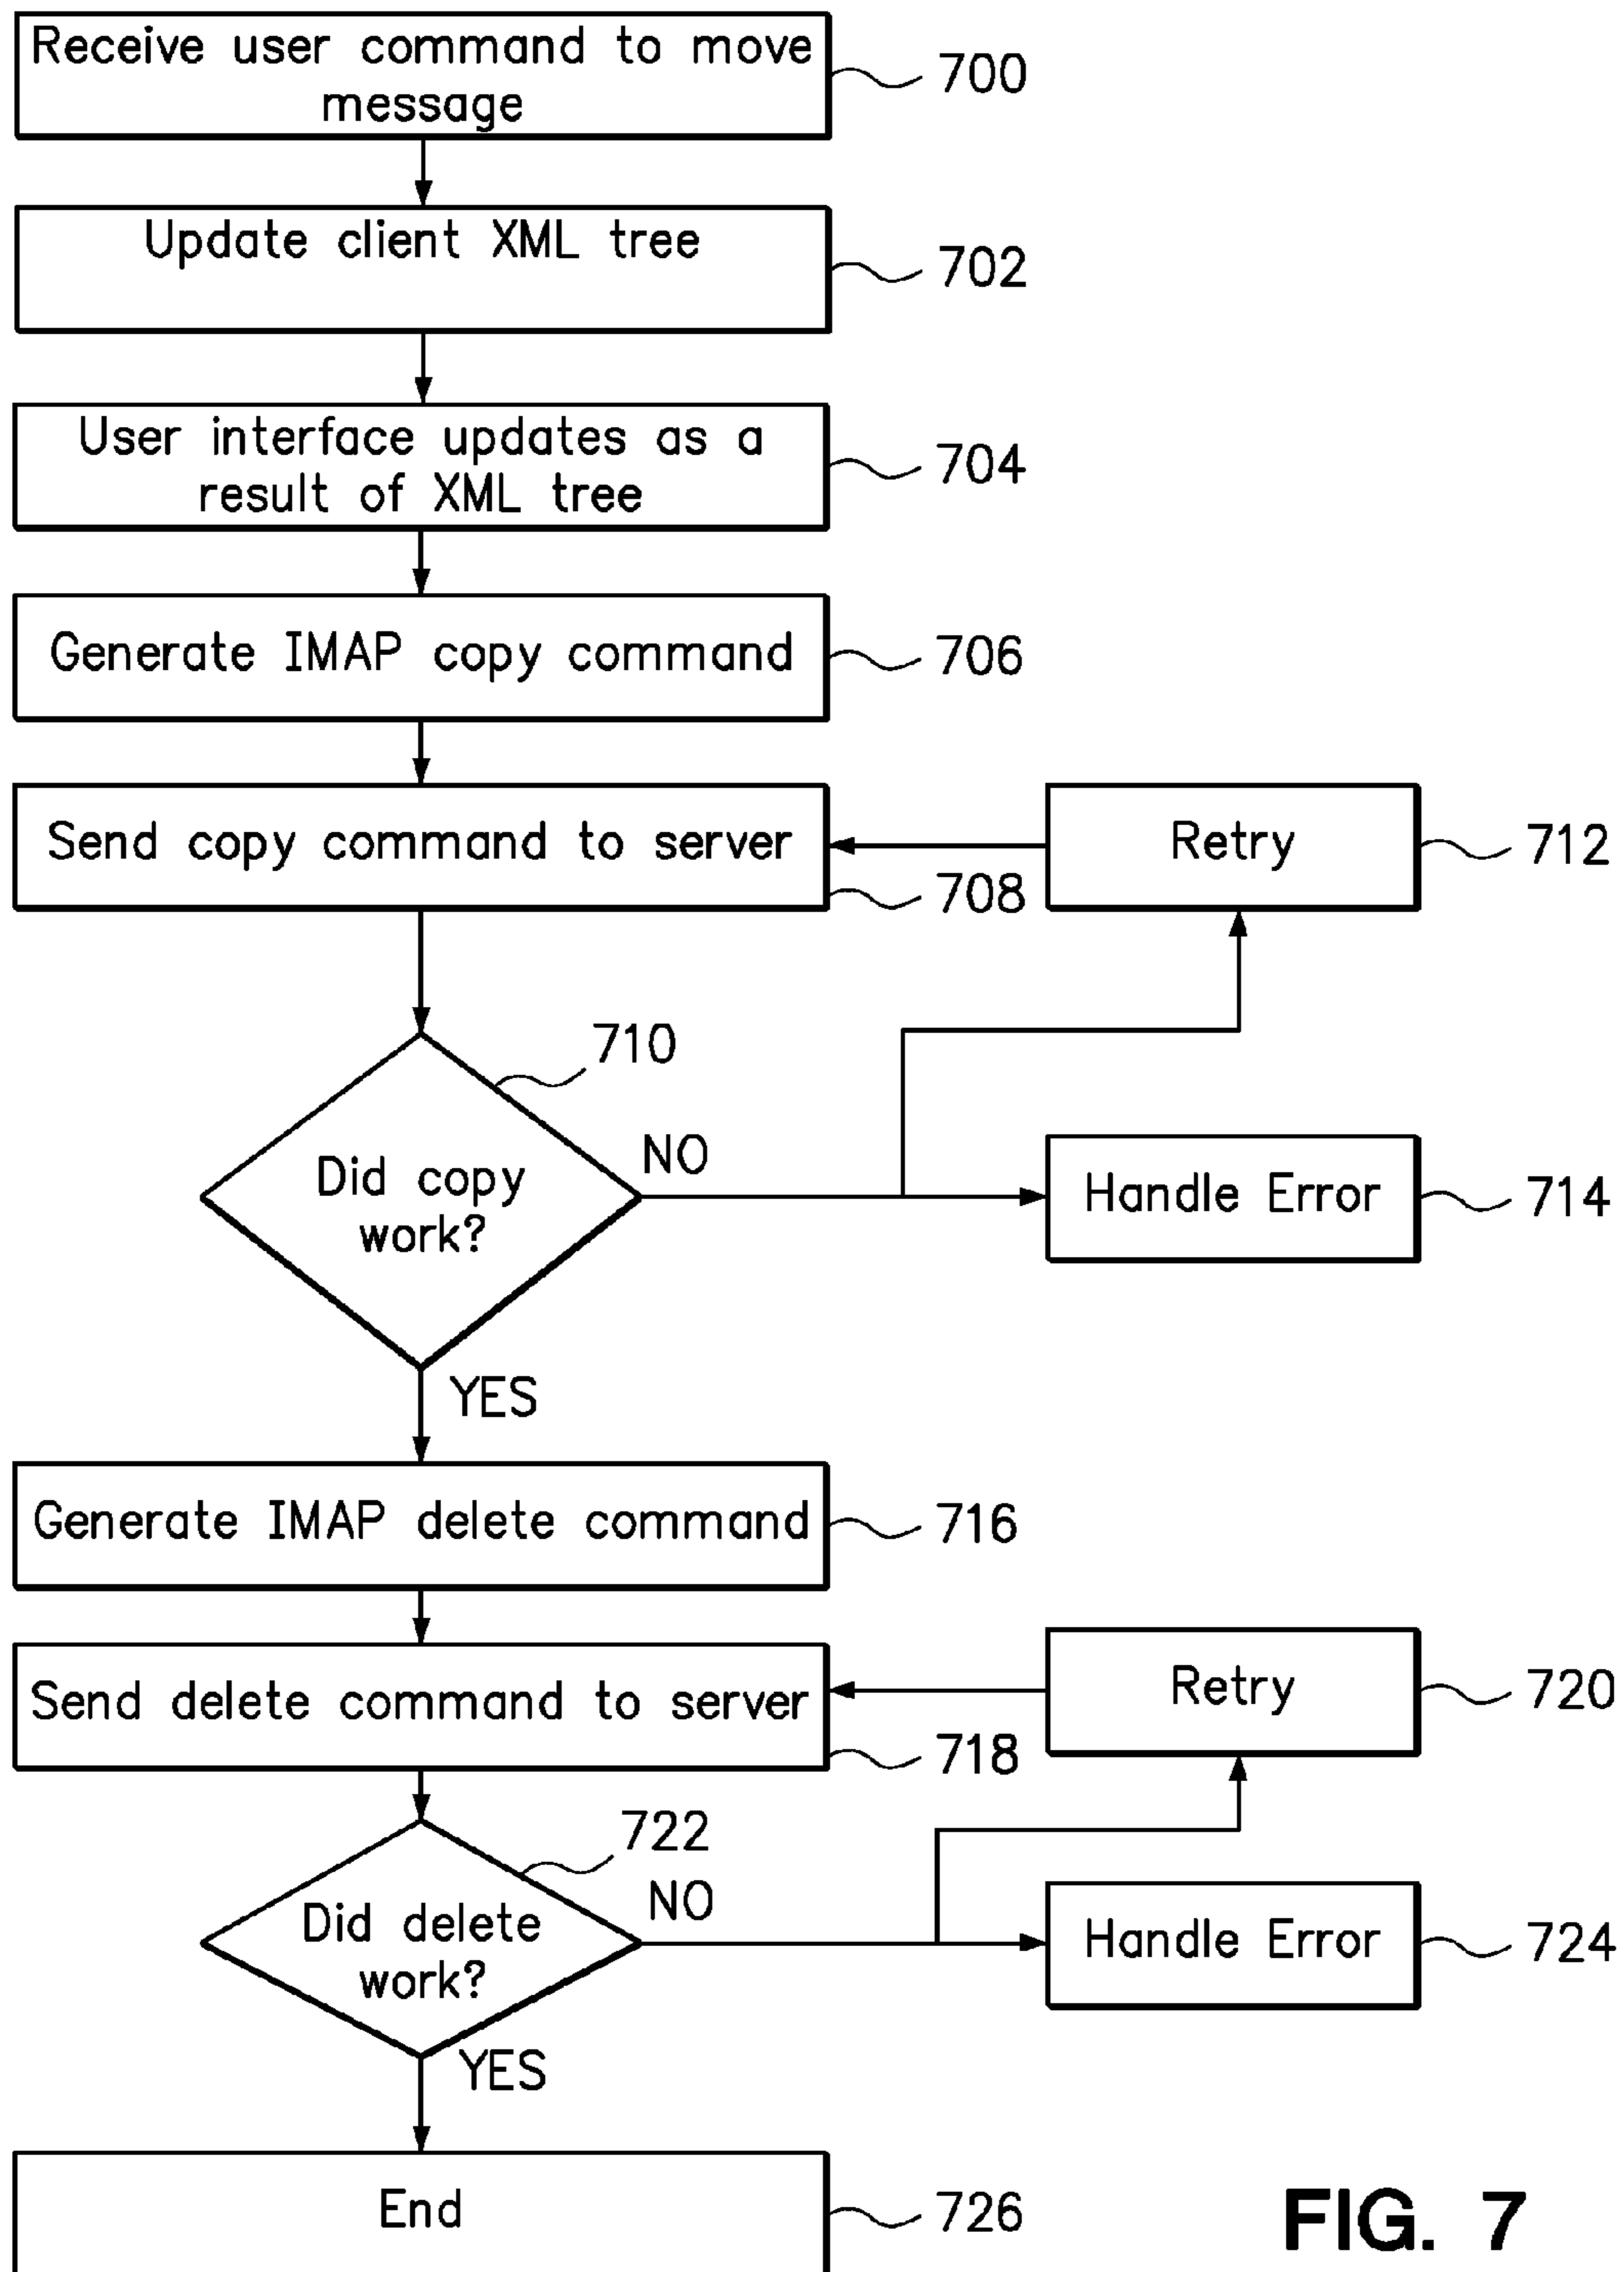 Receive user command to move
message
700
Update client XML tree
702
User interface updates as a
result of XML tree
704
Generate IMAP copy command
706
Send copy command to server
708
Retry
712
710
Did copy
work?
NO
Handle Error
714
YES
Generate IMAP delete command
716
Send delete command to server
718
Retry
720
722
Did delete
work?
NO
Handle Error
724
YES
End
726
FIG. 7